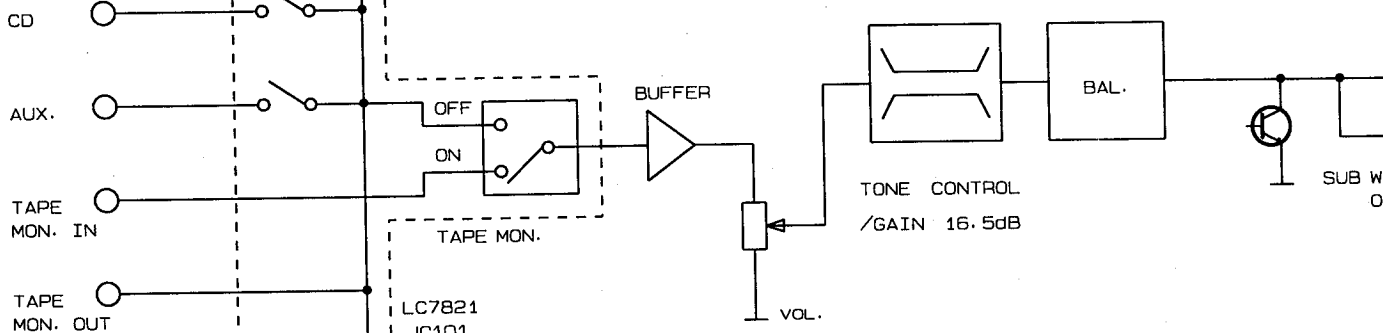 CD
AUX.
TAPE
MON. IN
TAPE
MON. OUT
OFF
ON
TAPE MON.
LC7821
IC101
BUFFER
VOL.
TONE CONTROL
/GAIN 16.5dB
BAL.
SUB W
O